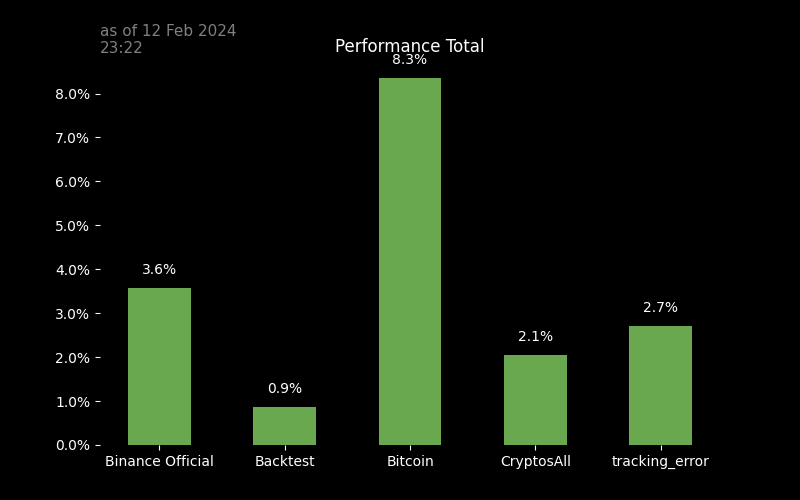 as of 12 Feb 2024
23:22
Performance Total
8.3%
8.0%
7.0%
6.0%
5.0%
4.0%
3.0%
2.0%
1.0%
0.0%
3.6%
0.9%
2.1%
2.7%
Binance Official
Backtest
Bitcoin
CryptosAll
tracking_error